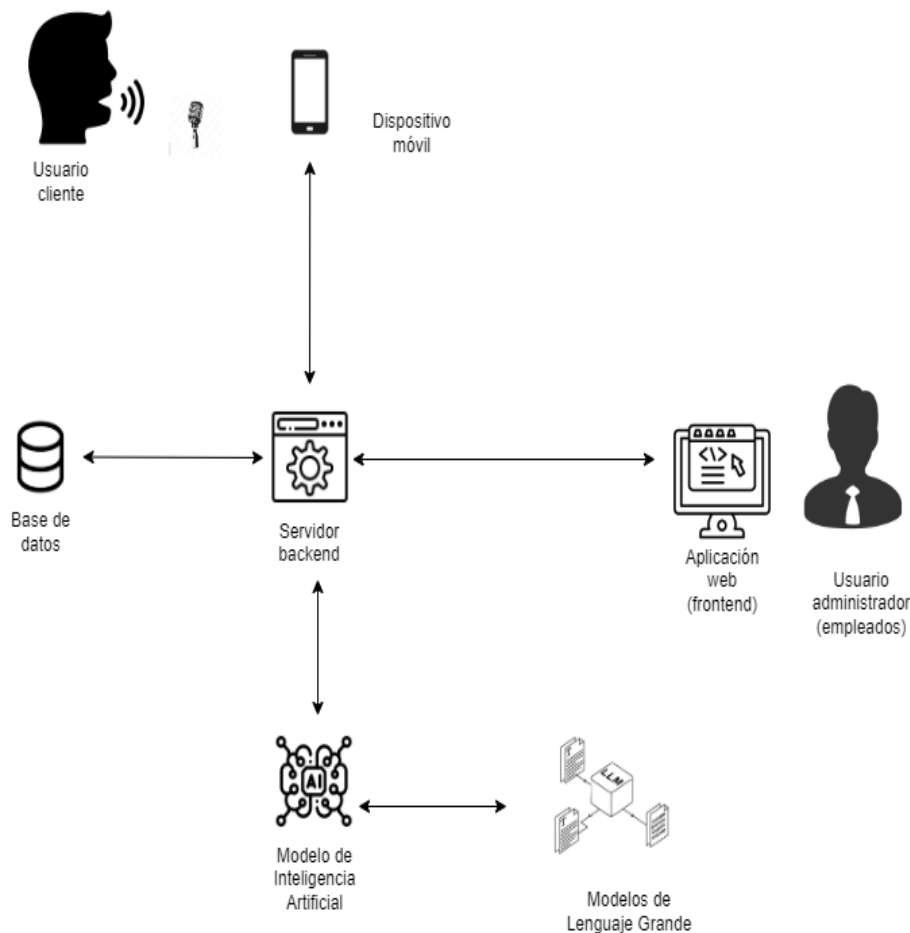 Usuario
cliente
Dispositivo
móvil
Base de
datos
Servidor
backend
<\>
Aplicación
web
(frontend)
Usuario
administrador
(empleados)
AI
Modelo de
Inteligencia
Artificial
T
LLM
T
Modelos de
Lenguaje Grande